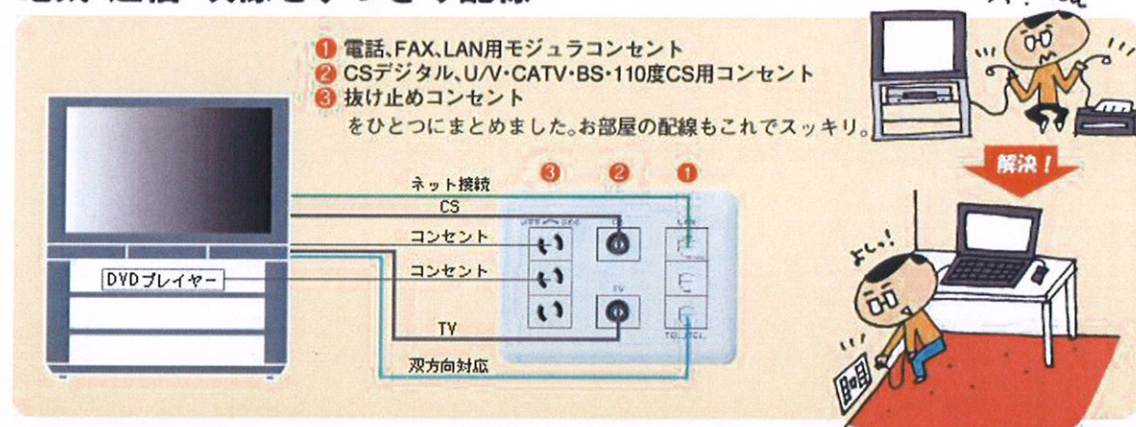 ❶ 電話、FAX、LAN用モジュラコンセント
❷ CSデジタル、U/V・CATV・BS・110度CS用コンセント
❸ 抜け止めコンセント
をひとつにまとめました。お部屋の配線もこれでスッキリ。
解決！
❸ ❷ ❶
ネット接続
CS
コンセント
コンセント
DVDプレイヤー
TV
双方向対応
LAN
TV
よしっ！